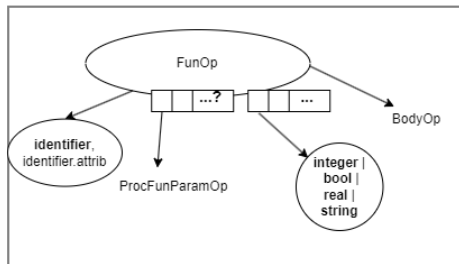 FunOp
...?
...
identifier,
identifier.attrib
BodyOp
ProcFunParamOp
integer |
bool |
real |
string